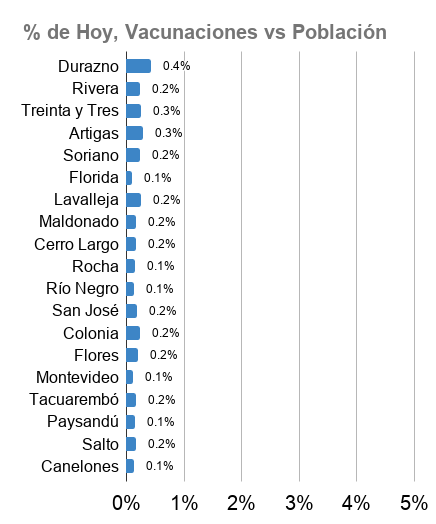 % de Hoy, Vacunaciones vs Población
Durazno 0.4%
Rivera 0.2%
Treinta y Tres 0.3%
Artigas 0.3%
Soriano 0.2%
Florida 0.1%
Lavalleja 0.2%
Maldonado 0.2%
Cerro Largo 0.2%
Rocha 0.1%
Río Negro 0.1%
San José 0.2%
Colonia 0.2%
Flores 0.2%
Montevideo 0.1%
Tacuarembó 0.2%
Paysandú 0.1%
Salto 0.2%
Canelones 0.1%
0% 1% 2% 3% 4% 5%